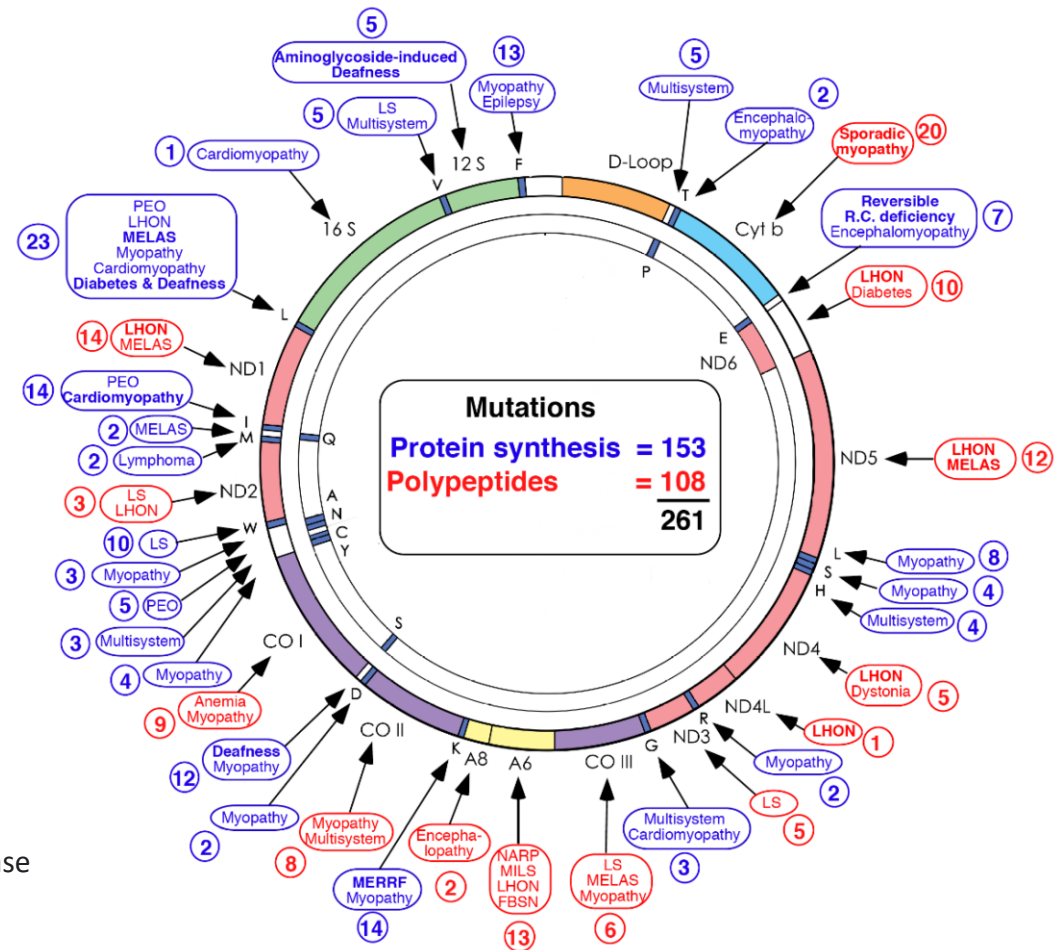 5
Aminoglycoside-induced
Deafness
13
Myopathy
Epilepsy
5
Multisystem
2
Encephalo-
myopathy
Sporadic
myopathy
20
5
LS
Multisystem
1
Cardiomyopathy
12 S
F
V
D-Loop
T
Cyt b
Reversible
R.C. deficiency
Encephalomyopathy
7
23
PEO
LHON
MELAS
Myopathy
Cardiomyopathy
Diabetes & Deafness
16 S
P
LHON
Diabetes
10
L
E
ND6
14
LHON
MELAS
ND1
14
PEO
Cardiomyopathy
I
2
MELAS
M
2
Lymphoma
Q
Mutations
Protein synthesis = 153
Polypeptides = 108
261
ND5
LHON
MELAS
12
3
LS
LHON
ND2
A
N
C
Y
W
10
LS
3
Myopathy
5
PEO
3
Multisystem
4
Myopathy
L
S
H
Myopathy
8
Myopathy
4
Multisystem
4
S
CO I
9
Anemia
Myopathy
ND4
LHON
Dystonia
5
D
CO II
K
A8
A6
CO III
G
ND3
R
ND4L
LHON
1
Deafness
Myopathy
12
Myopathy
2
LS
5
Myopathy
2
Myopathy
Multisystem
8
MERRF
Myopathy
14
Encepha-
lopathy
2
NARP
MILS
LHON
FBSN
13
LS
MELAS
Myopathy
6
Multisystem
Cardiomyopathy
3